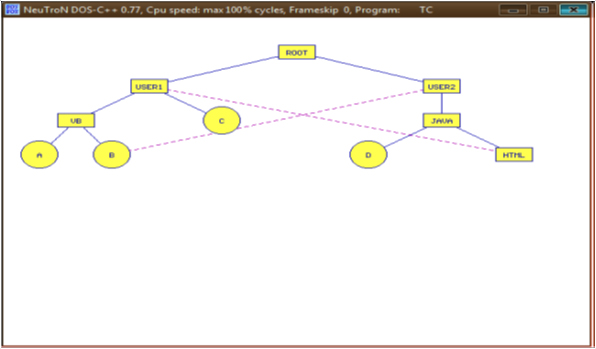 NeuTroN DOS-C++ 0.77, Cpu speed: max 100% cycles, Frameskip 0, Program: TC
ROOT
USER1 USER2
VB C JAVA
A B D HTML